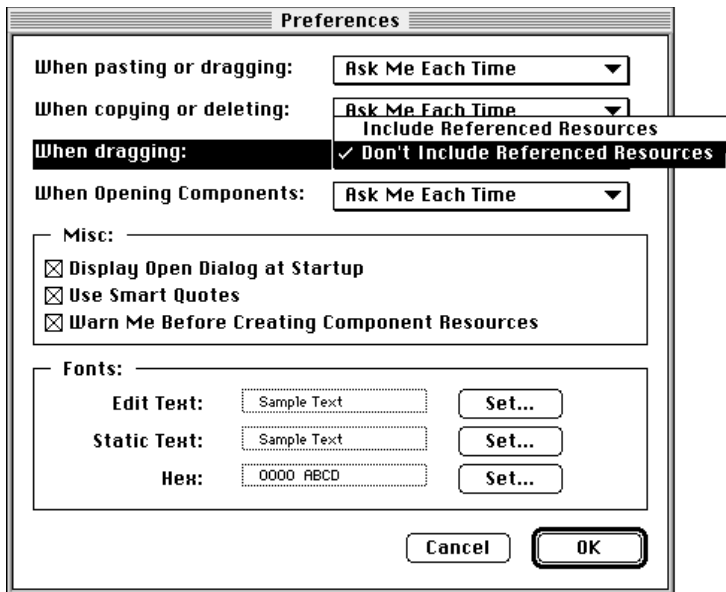 Preferences
When pasting or dragging: Ask Me Each Time
When copying or deleting: Ask Me Each Time
Include Referenced Resources
When dragging: ✓ Don't Include Referenced Resources
When Opening Components: Ask Me Each Time
Misc:
Display Open Dialog at Startup
Use Smart Quotes
Warn Me Before Creating Component Resources
Fonts:
Edit Text: Sample Text Set...
Static Text: Sample Text Set...
Hex: 0000 ABCD Set...
Cancel OK